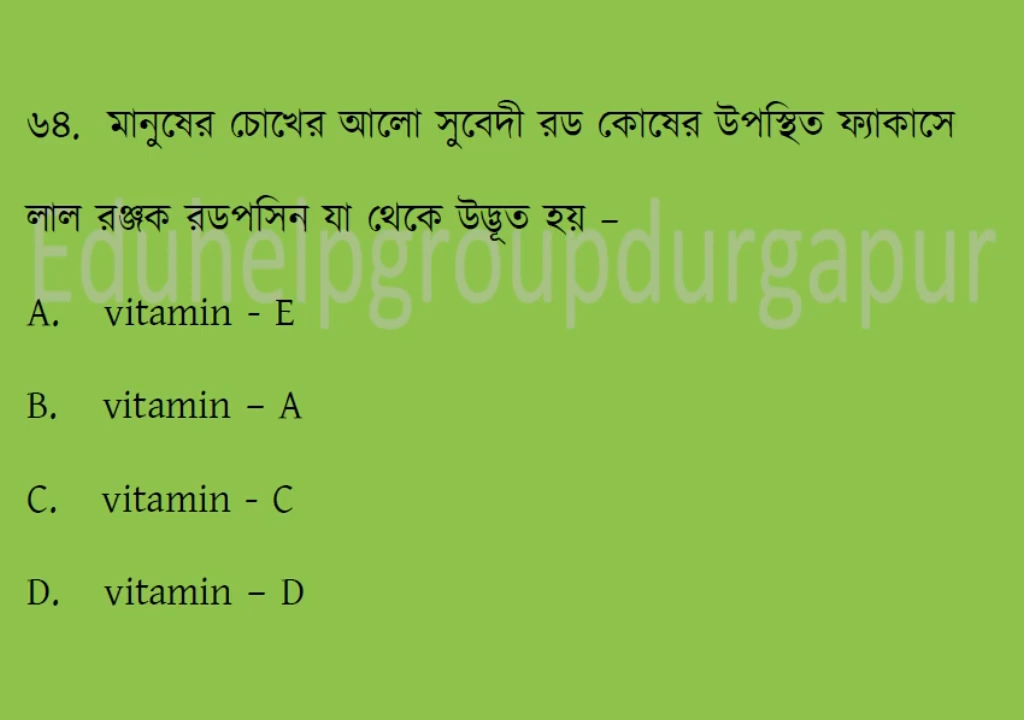 ৬৪. মানুষের চোখের আলো সুবেদী রড কোষের উপস্থিত ফ্যাকাসে
লাল রঞ্জক রডপসিন যা থেকে উদ্ভূত হয় –
Eduhelpgroupdurgapur
A. vitamin - E
B. vitamin – A
C. vitamin - C
D. vitamin – D